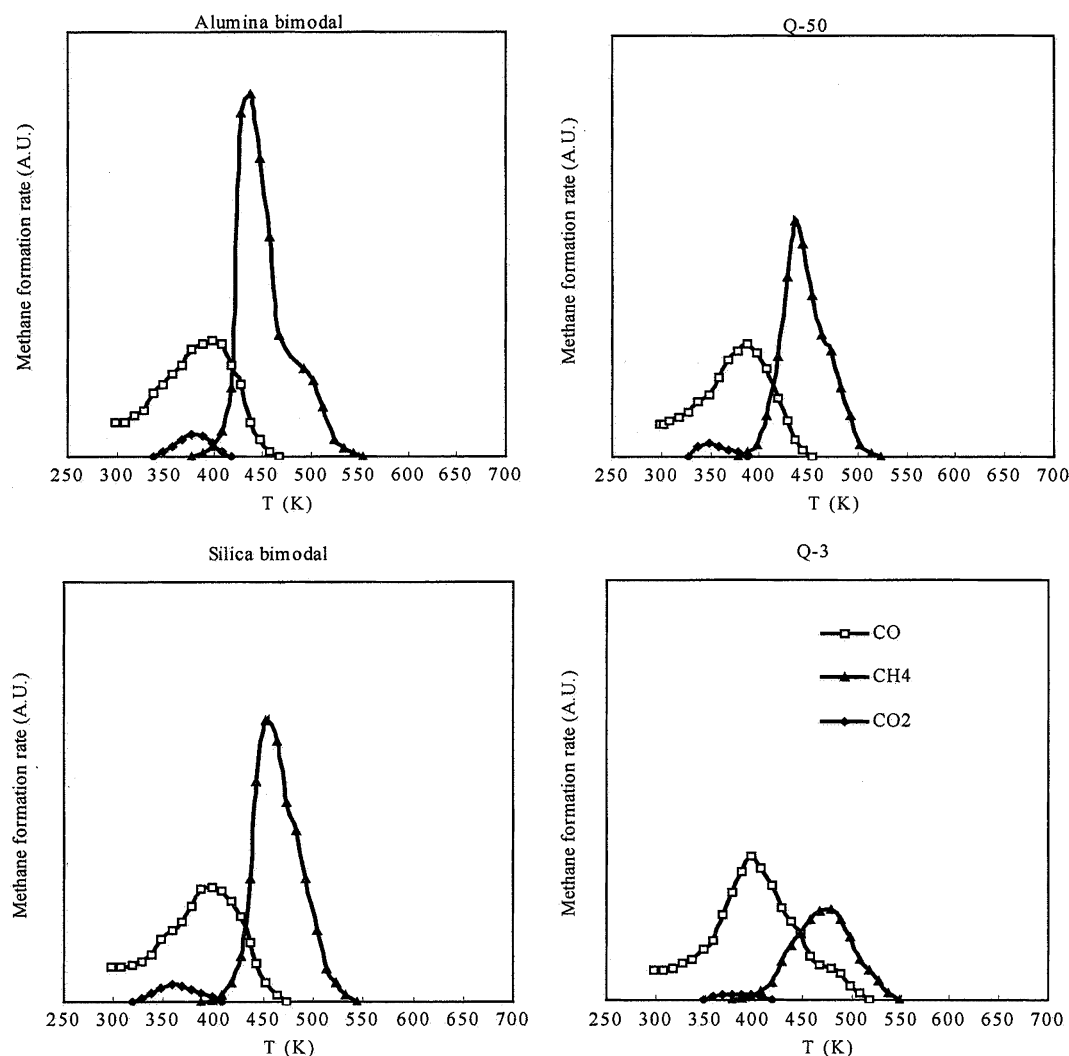 Alumina bimodal
Methane formation rate (A.U.)
250 300 350 400 450 500 550 600 650 700
T (K)
Q-50
Methane formation rate (A.U.)
250 300 350 400 450 500 550 600 650 700
T (K)
Silica bimodal
Methane formation rate (A.U.)
250 300 350 400 450 500 550 600 650 700
T (K)
Q-3
CO
CH4
CO2
Methane formation rate (A.U.)
250 300 350 400 450 500 550 600 650 700
T (K)